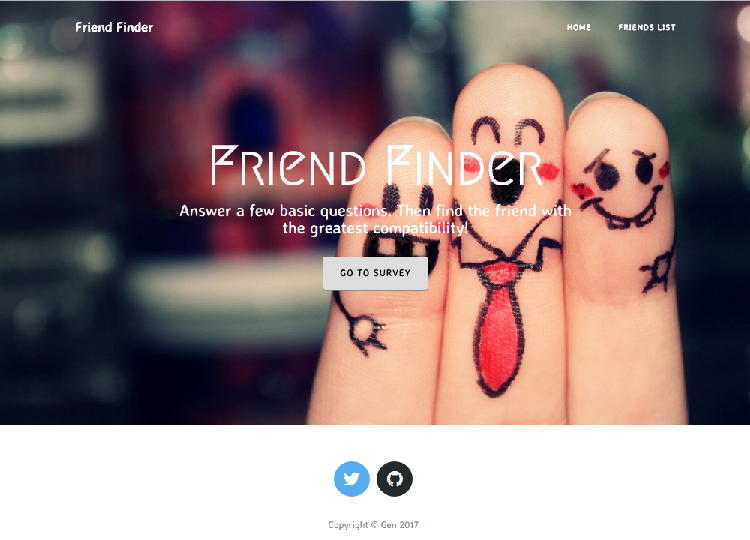 Friend Finder
HOME
FRIENDS LIST
Friend Finder
Answer a few basic questions. Then find the friend with
the greatest compatibility!
GO TO SURVEY
Copyright © Gen 2017